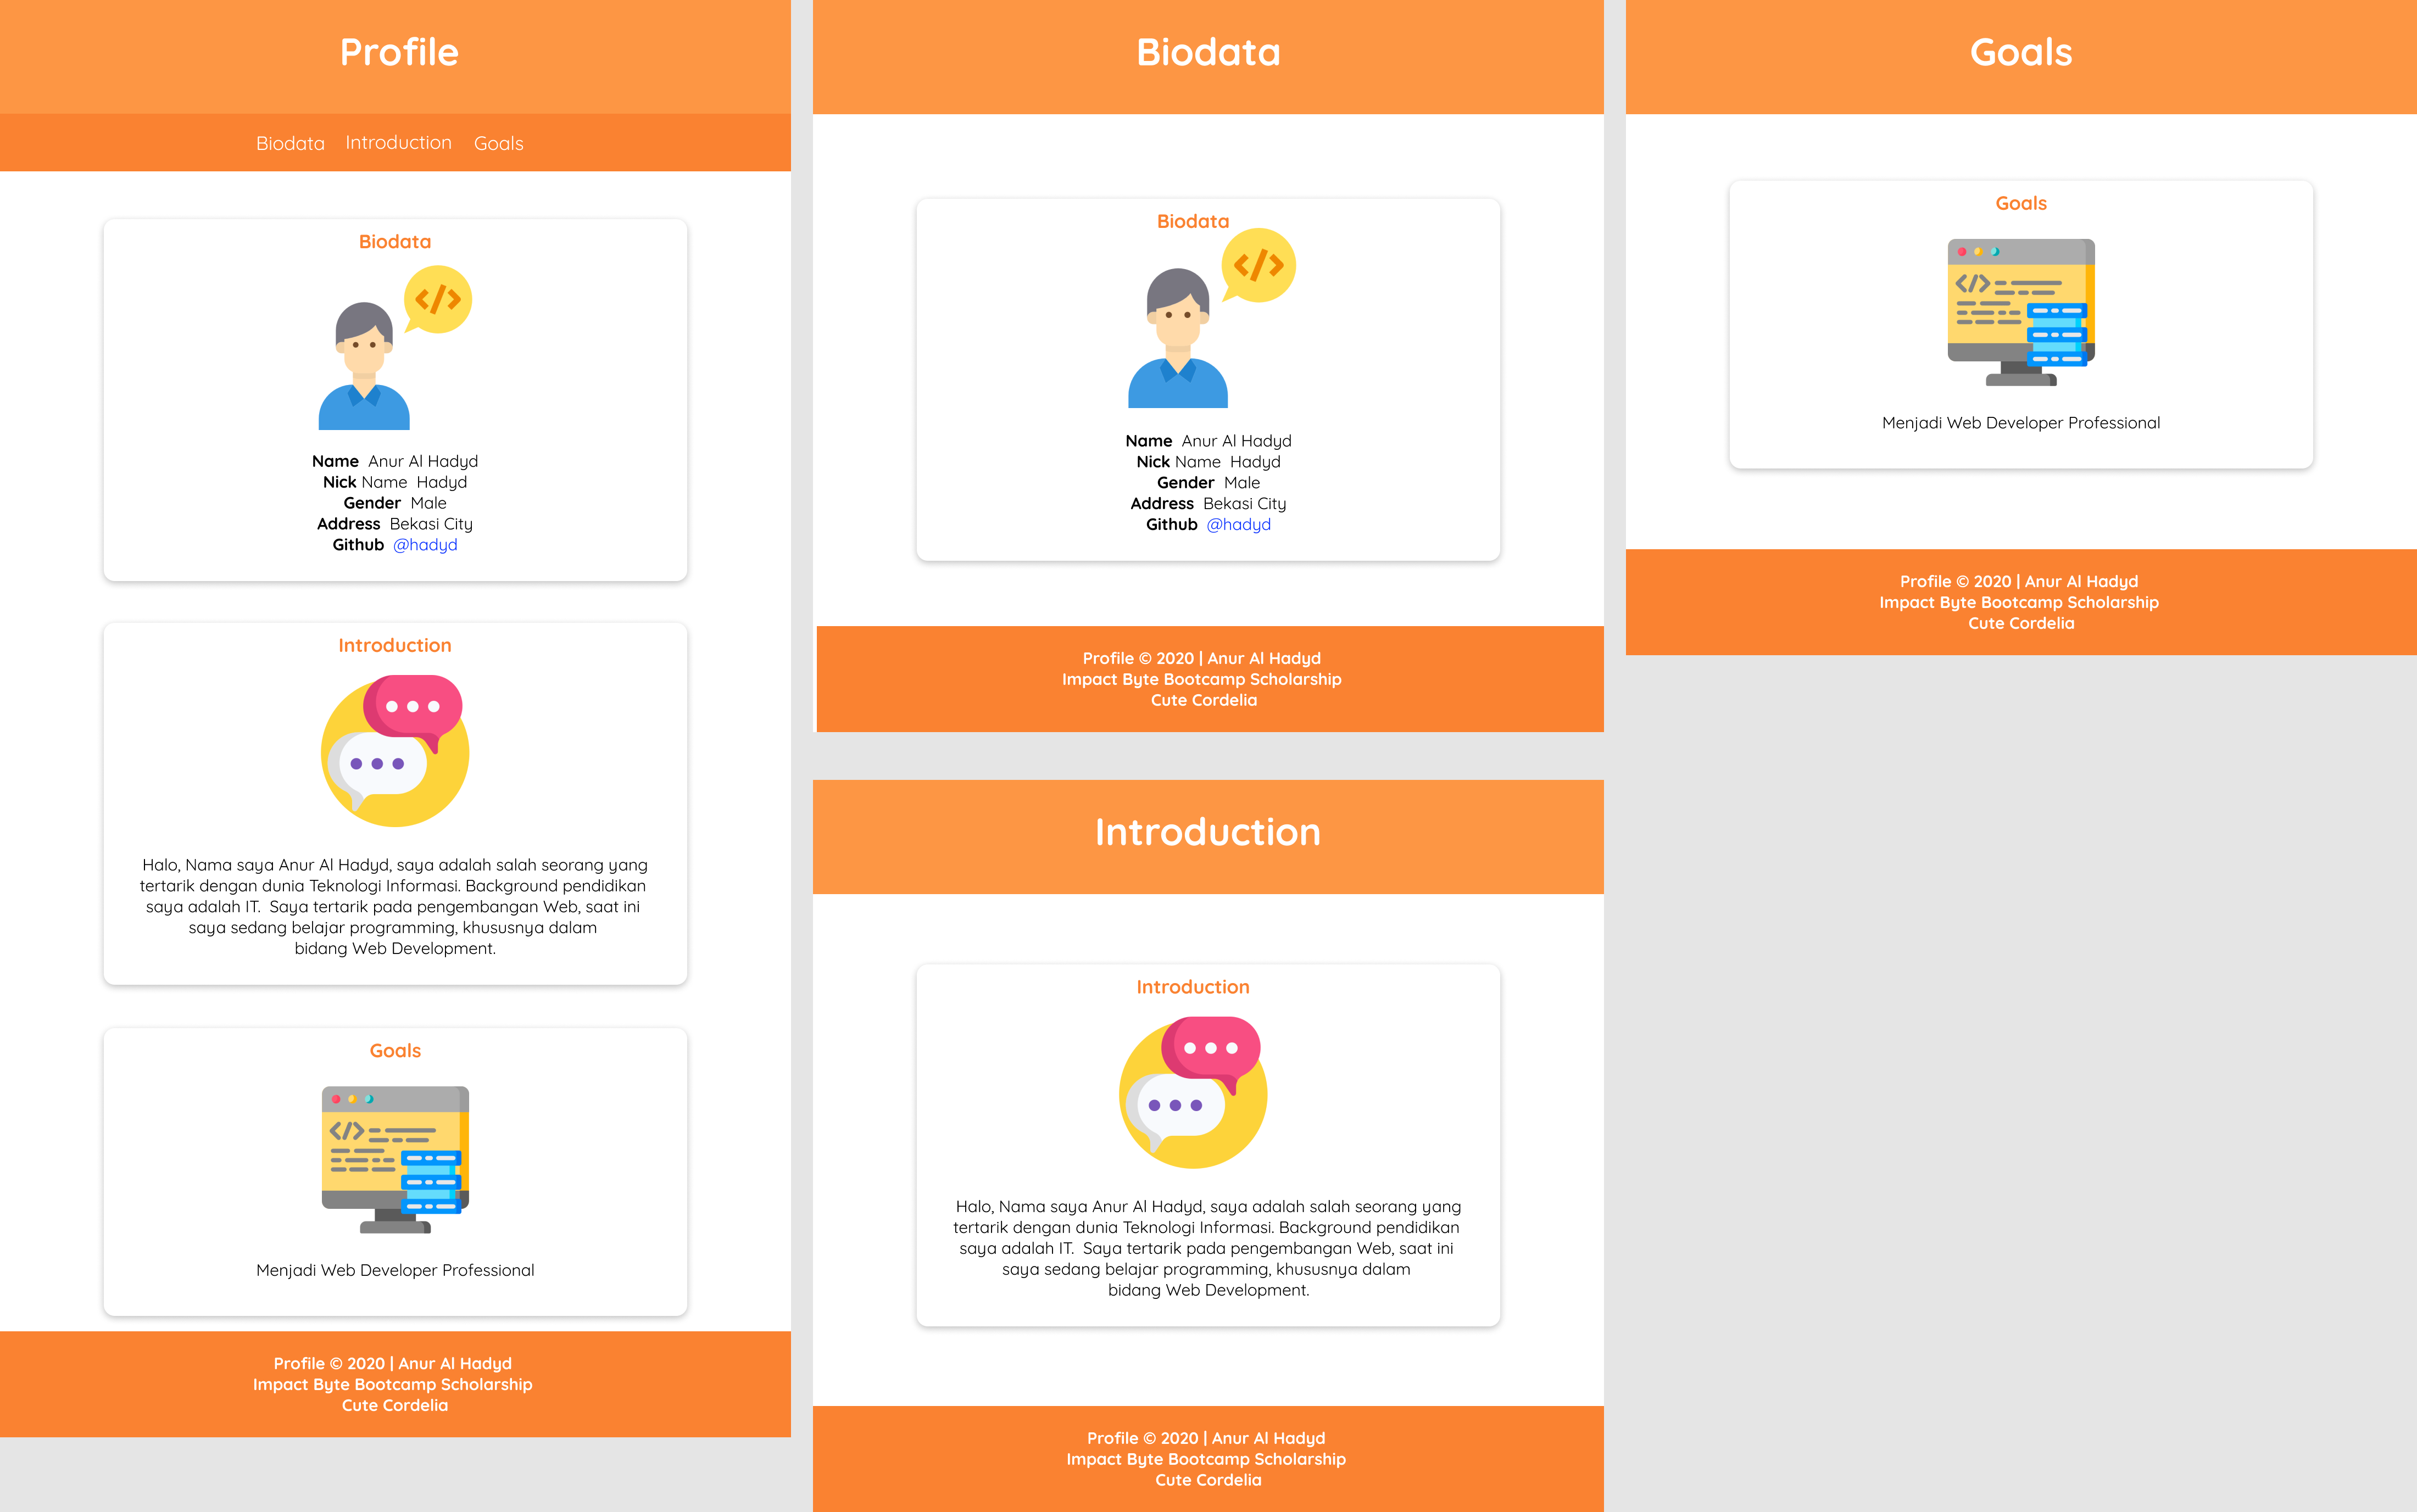 Profile
Biodata Introduction Goals
Biodata
</>
Name Anur Al Hadyd
Nick Name Hadyd
Gender Male
Address Bekasi City
Github @hadyd
Introduction
Halo, Nama saya Anur Al Hadyd, saya adalah salah seorang yang
tertarik dengan dunia Teknologi Informasi. Background pendidikan
saya adalah IT. Saya tertarik pada pengembangan Web, saat ini
saya sedang belajar programming, khususnya dalam
bidang Web Development.
Goals
</>
Menjadi Web Developer Professional
Profile © 2020 | Anur Al Hadyd
Impact Byte Bootcamp Scholarship
Cute Cordelia
Biodata
Biodata
</>
Name Anur Al Hadyd
Nick Name Hadyd
Gender Male
Address Bekasi City
Github @hadyd
Profile © 2020 | Anur Al Hadyd
Impact Byte Bootcamp Scholarship
Cute Cordelia
Introduction
Introduction
Halo, Nama saya Anur Al Hadyd, saya adalah salah seorang yang
tertarik dengan dunia Teknologi Informasi. Background pendidikan
saya adalah IT. Saya tertarik pada pengembangan Web, saat ini
saya sedang belajar programming, khususnya dalam
bidang Web Development.
Profile © 2020 | Anur Al Hadyd
Impact Byte Bootcamp Scholarship
Cute Cordelia
Goals
Goals
</>
Menjadi Web Developer Professional
Profile © 2020 | Anur Al Hadyd
Impact Byte Bootcamp Scholarship
Cute Cordelia